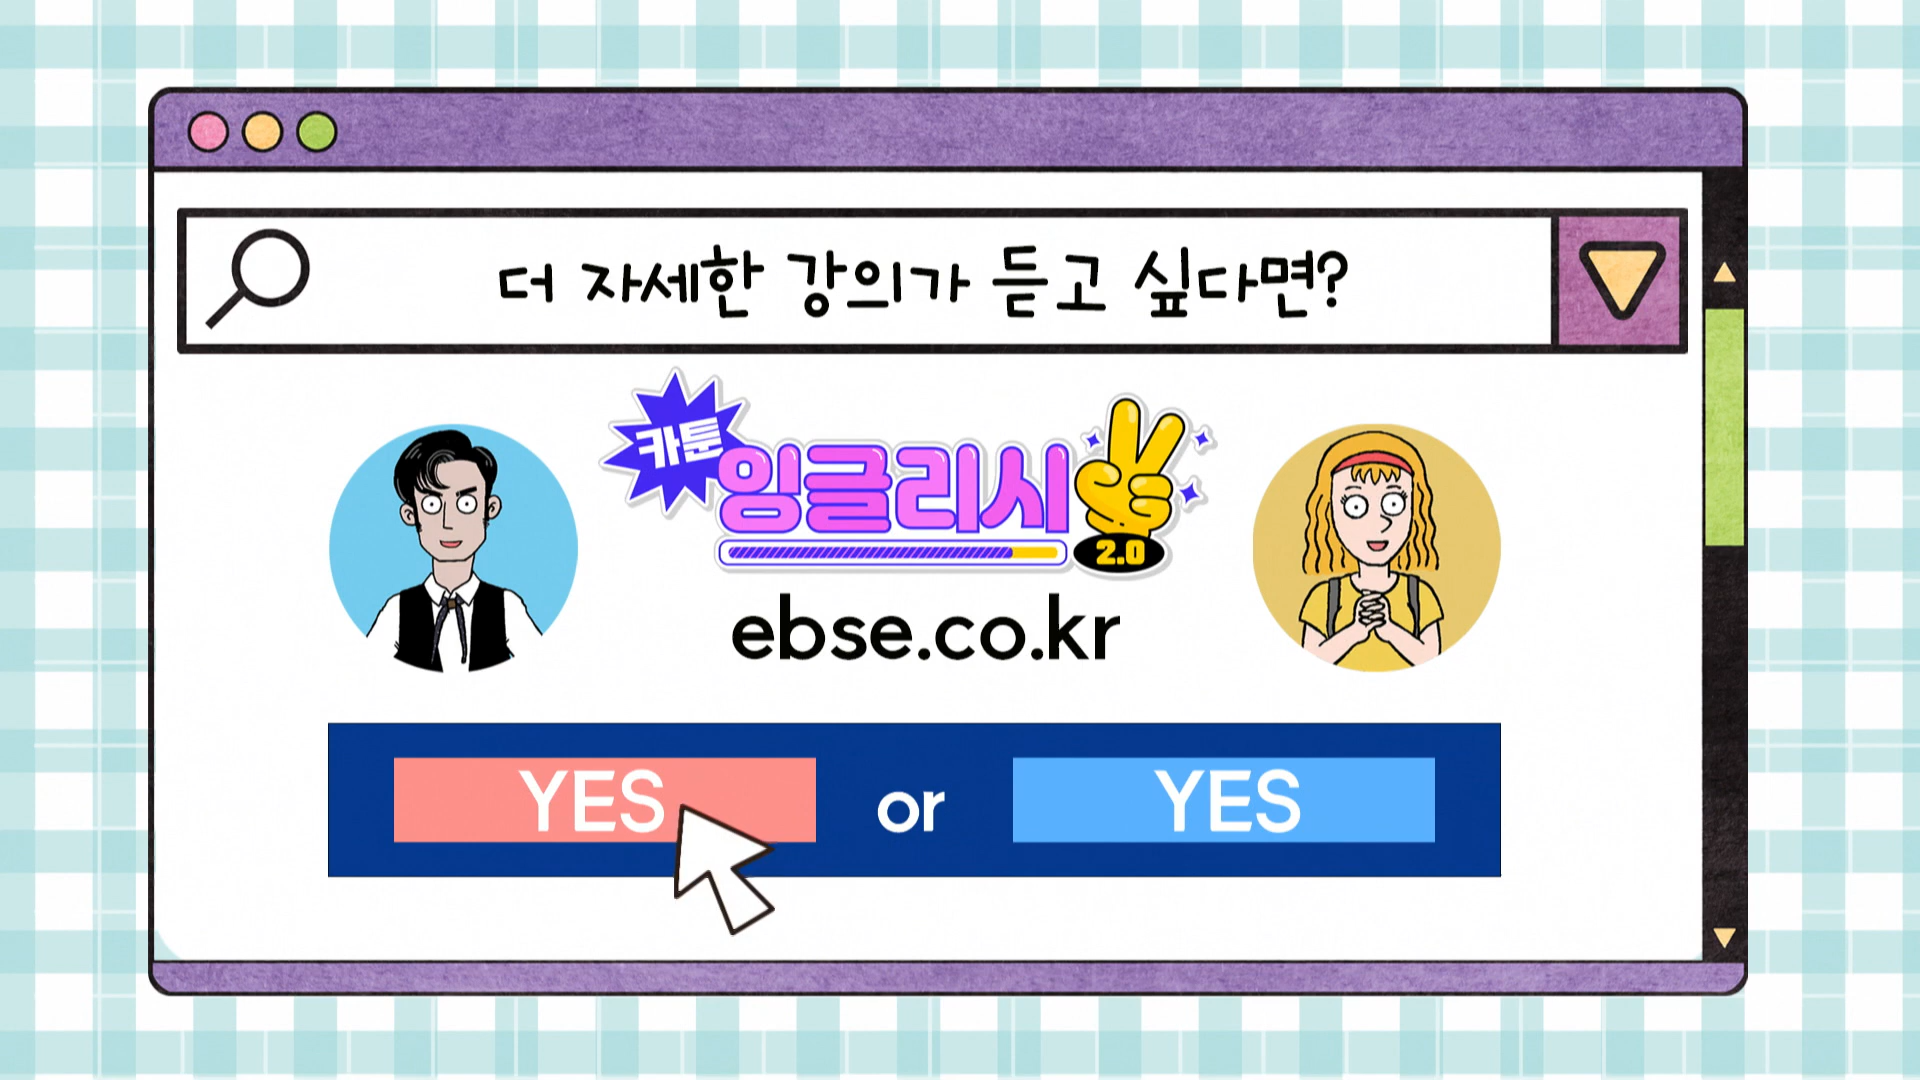 더 자세한 강의가 듣고 싶다면?
카툰
잉글리시
2.0
ebse.co.kr
YES or YES